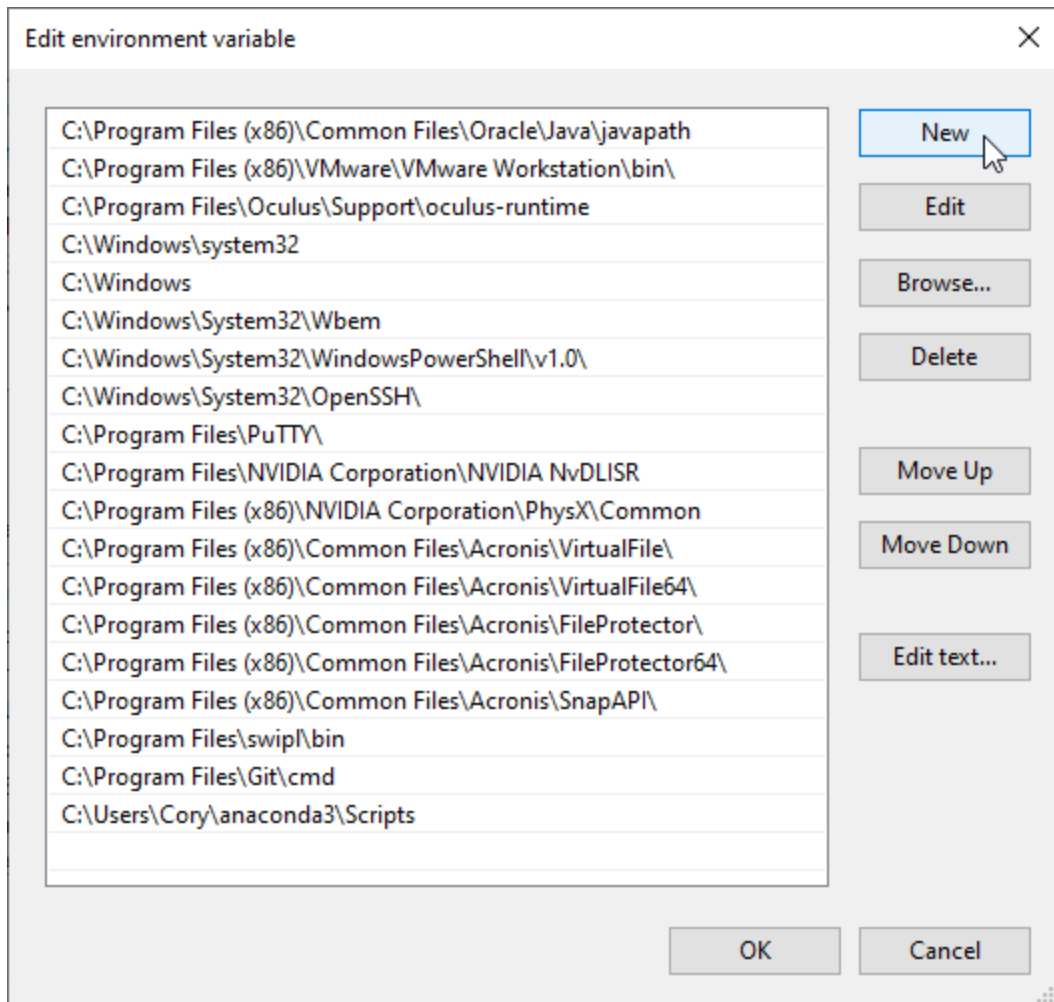 Edit environment variable
C:\Program Files (x86)\Common Files\Oracle\Java\javapath
C:\Program Files (x86)\VMware\VMware Workstation\bin\
C:\Program Files\Oculus\Support\oculus-runtime
C:\Windows\system32
C:\Windows
C:\Windows\System32\Wbem
C:\Windows\System32\WindowsPowerShell\v1.0\
C:\Windows\System32\OpenSSH\
C:\Program Files\PuTTY\
C:\Program Files\NVIDIA Corporation\NVIDIA NvDLISR
C:\Program Files (x86)\NVIDIA Corporation\PhysX\Common
C:\Program Files (x86)\Common Files\Acronis\VirtualFile\
C:\Program Files (x86)\Common Files\Acronis\VirtualFile64\
C:\Program Files (x86)\Common Files\Acronis\FileProtector\
C:\Program Files (x86)\Common Files\Acronis\FileProtector64\
C:\Program Files (x86)\Common Files\Acronis\SnapAPI\
C:\Program Files\swipl\bin
C:\Program Files\Git\cmd
C:\Users\Cory\anaconda3\Scripts
New
Edit
Browse...
Delete
Move Up
Move Down
Edit text...
OK
Cancel